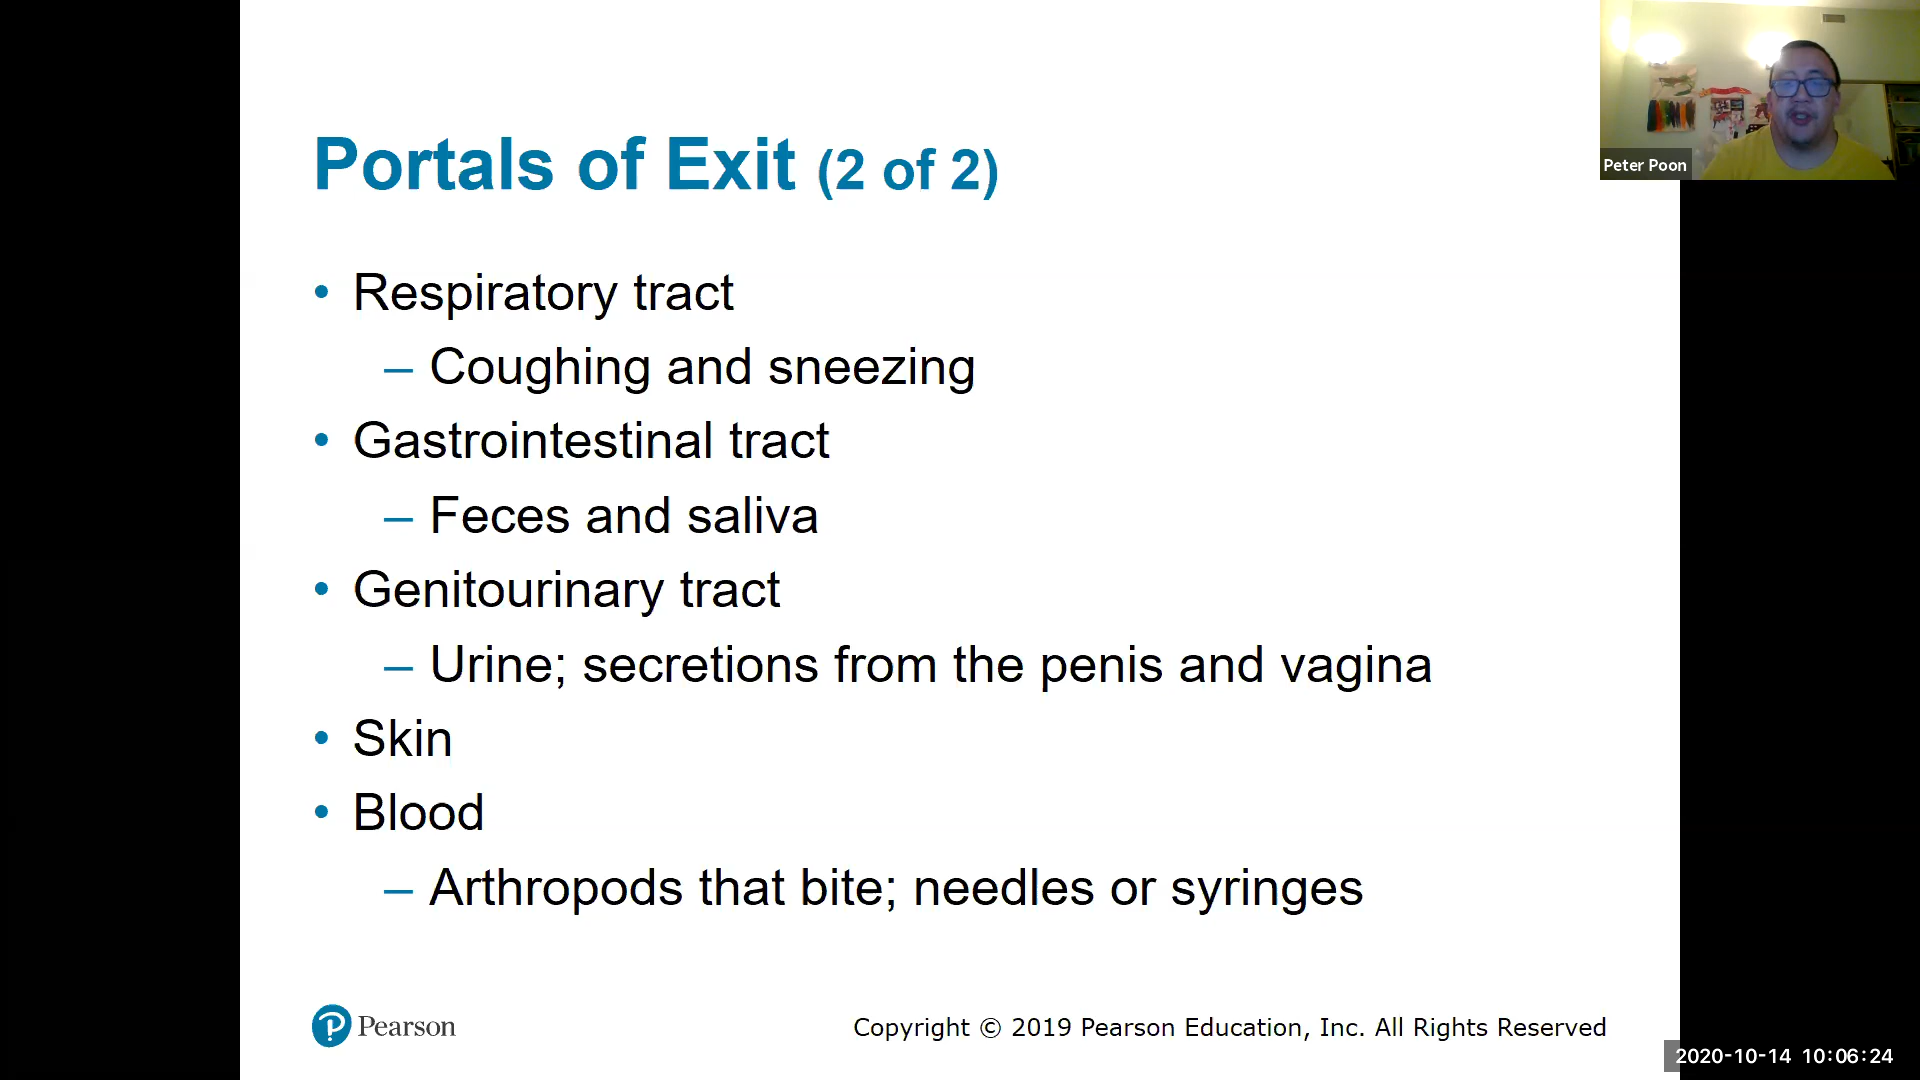 Portals of Exit (2 of 2)
• Respiratory tract
– Coughing and sneezing
• Gastrointestinal tract
– Feces and saliva
• Genitourinary tract
– Urine; secretions from the penis and vagina
• Skin
• Blood
– Arthropods that bite; needles or syringes
Pearson
Copyright © 2019 Pearson Education, Inc. All Rights Reserved
Peter Poon
2020-10-14 10:06:24